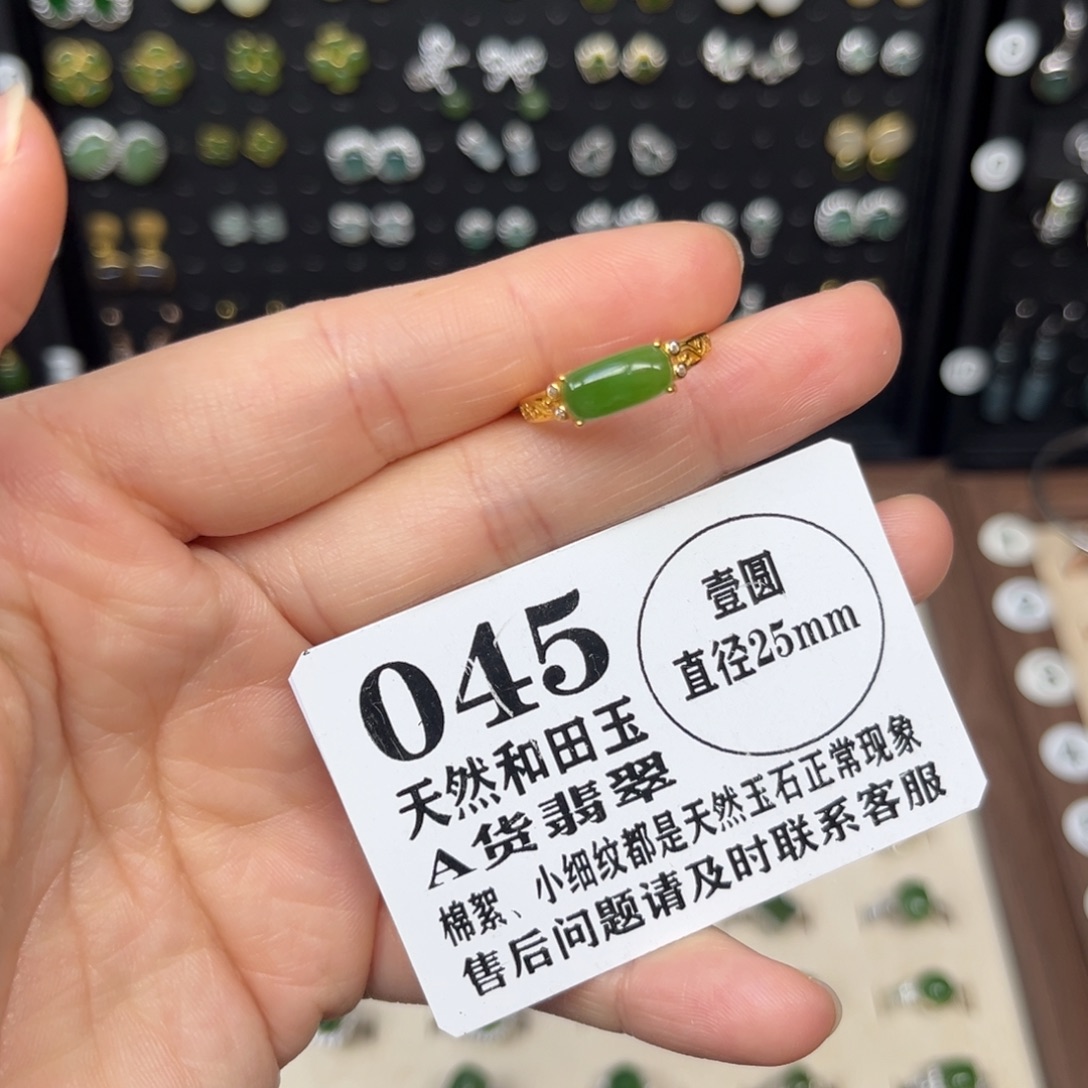 045
壹圆
直径25mm
天然和田玉
A货翡翠
棉絮、小细纹都是天然玉石正常现象
售后问题请及时联系客服